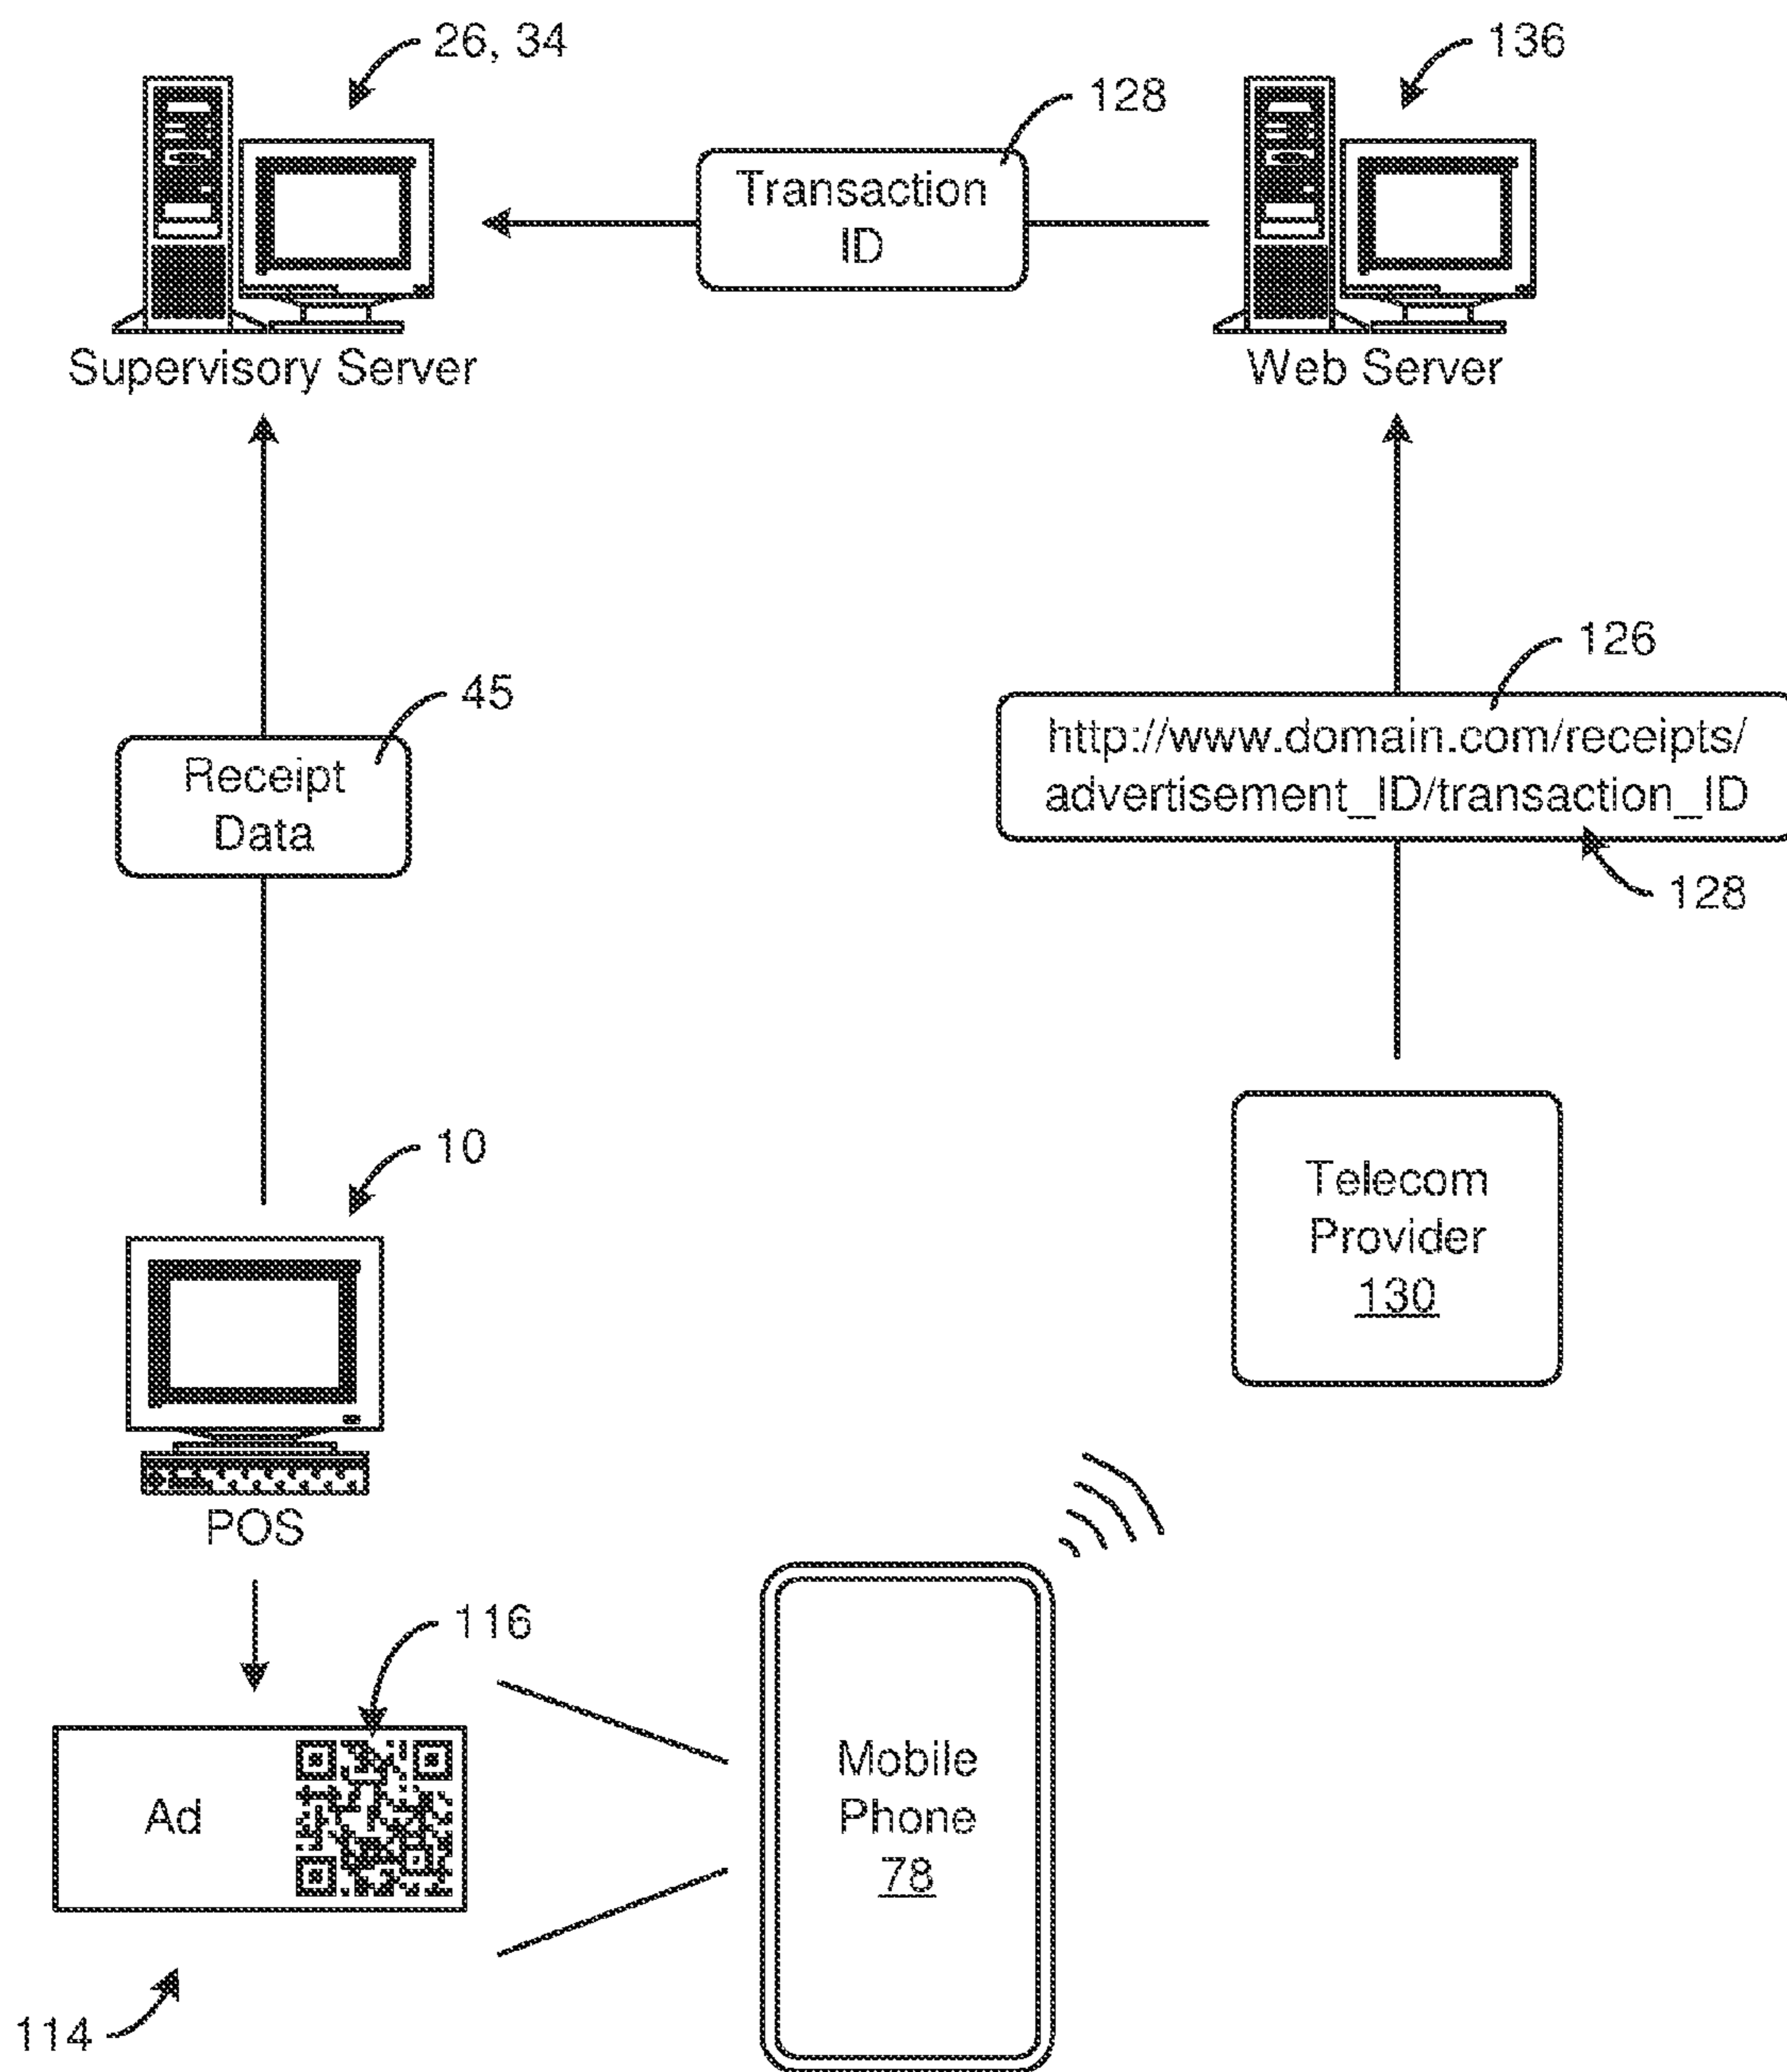 26, 34
136
128
Transaction
ID
Supervisory Server
Web Server
126
45
http://www.domain.com/receipts/
advertisement_ID/transaction_ID
Receipt
Data
128
10
Telecom
Provider
130
POS
116
Mobile
Phone
78
Ad
114